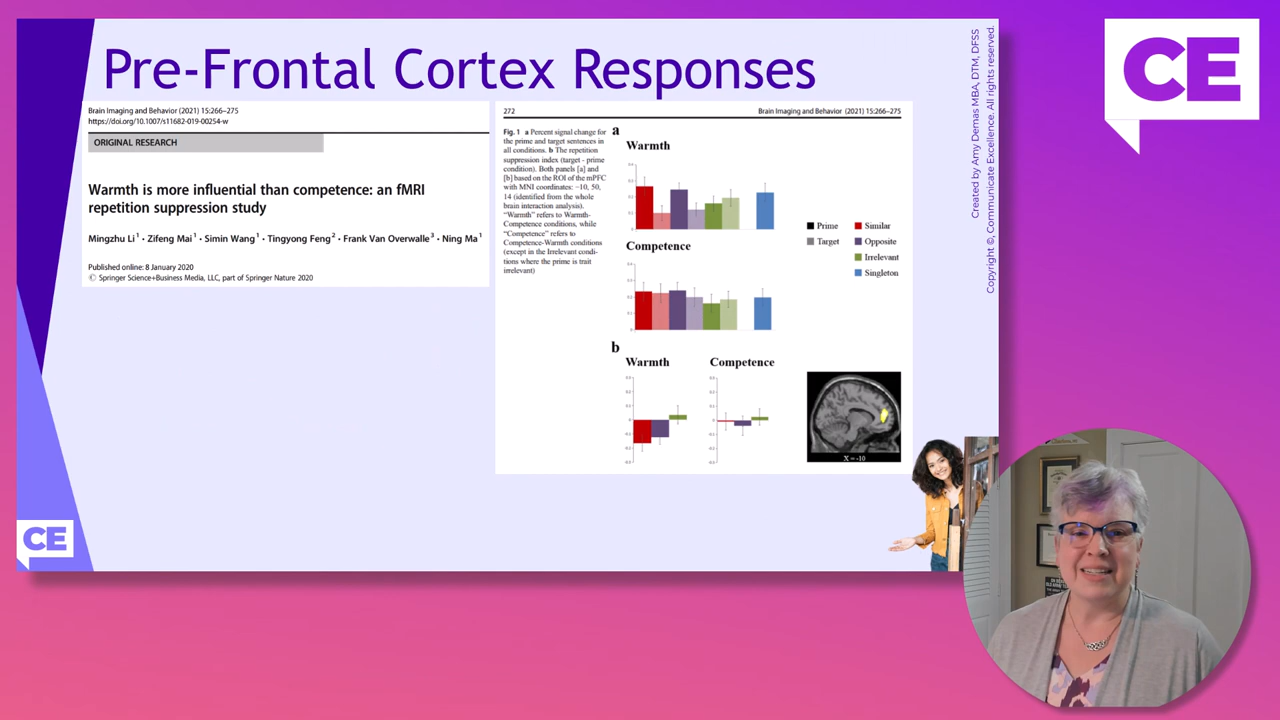 Pre-Frontal Cortex Responses
Brain Imaging and Behavior (2021) 15:266–275
https://doi.org/10.1007/s11682-019-00254-w
ORIGINAL RESEARCH
Warmth is more influential than competence: an fMRI
repetition suppression study
Mingzhu Li1 · Zifeng Mai1 · Simin Wang1 · Tingyong Feng2 · Frank Van Overwalle3 · Ning Ma1
Published online: 8 January 2020
© Springer Science+Business Media, LLC, part of Springer Nature 2020
272
Brain Imaging and Behavior (2021) 15:266–275
Fig. 1 a Percent signal change for
the prime and target sentences in
all conditions. b The repetition
suppression index (target - prime
condition). Both panels [a] and
[b] based on the ROI of the mPFC
with MNI coordinates: −10, 50,
14 (identified from the whole
brain interaction analysis).
“Warmth” refers to Warmth-
Competence conditions, while
“Competence” refers to
Competence-Warmth conditions
(except in the Irrelevant condi-
tions where the prime is trait
irrelevant)
a
Warmth
Competence
Prime
Similar
Target
Opposite
Irrelevant
Singleton
b
Warmth
Competence
X = -10
Created by Amy Demas MBA, DTM, DFSS
Copyright ©, Communicate Excellence. All rights reserved.
CE
CE